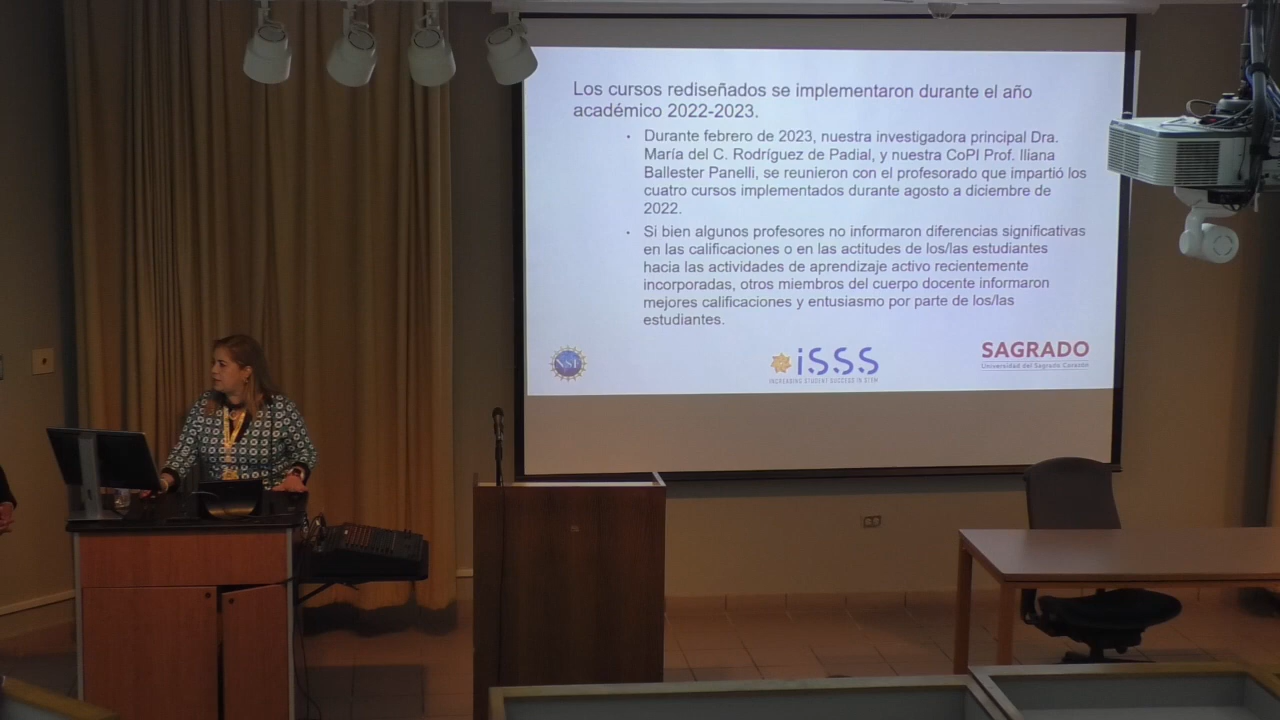 Los cursos rediseñados se implementaron durante el año
académico 2022-2023.
• Durante febrero de 2023, nuestra investigadora principal Dra.
María del C. Rodríguez de Padial, y nuestra CoPI Prof. Iliana
Ballester Panelli, se reunieron con el profesorado que impartió los
cuatro cursos implementados durante agosto a diciembre de
2022.
• Si bien algunos profesores no informaron diferencias significativas
en las calificaciones o en las actitudes de los/las estudiantes
hacia las actividades de aprendizaje activo recientemente
incorporadas, otros miembros del cuerpo docente informaron
mejores calificaciones y entusiasmo por parte de los/las
estudiantes.
NSF
iSSS
INCREASING STUDENT SUCCESS IN STEM
SAGRADO
Universidad del Sagrado Corazón